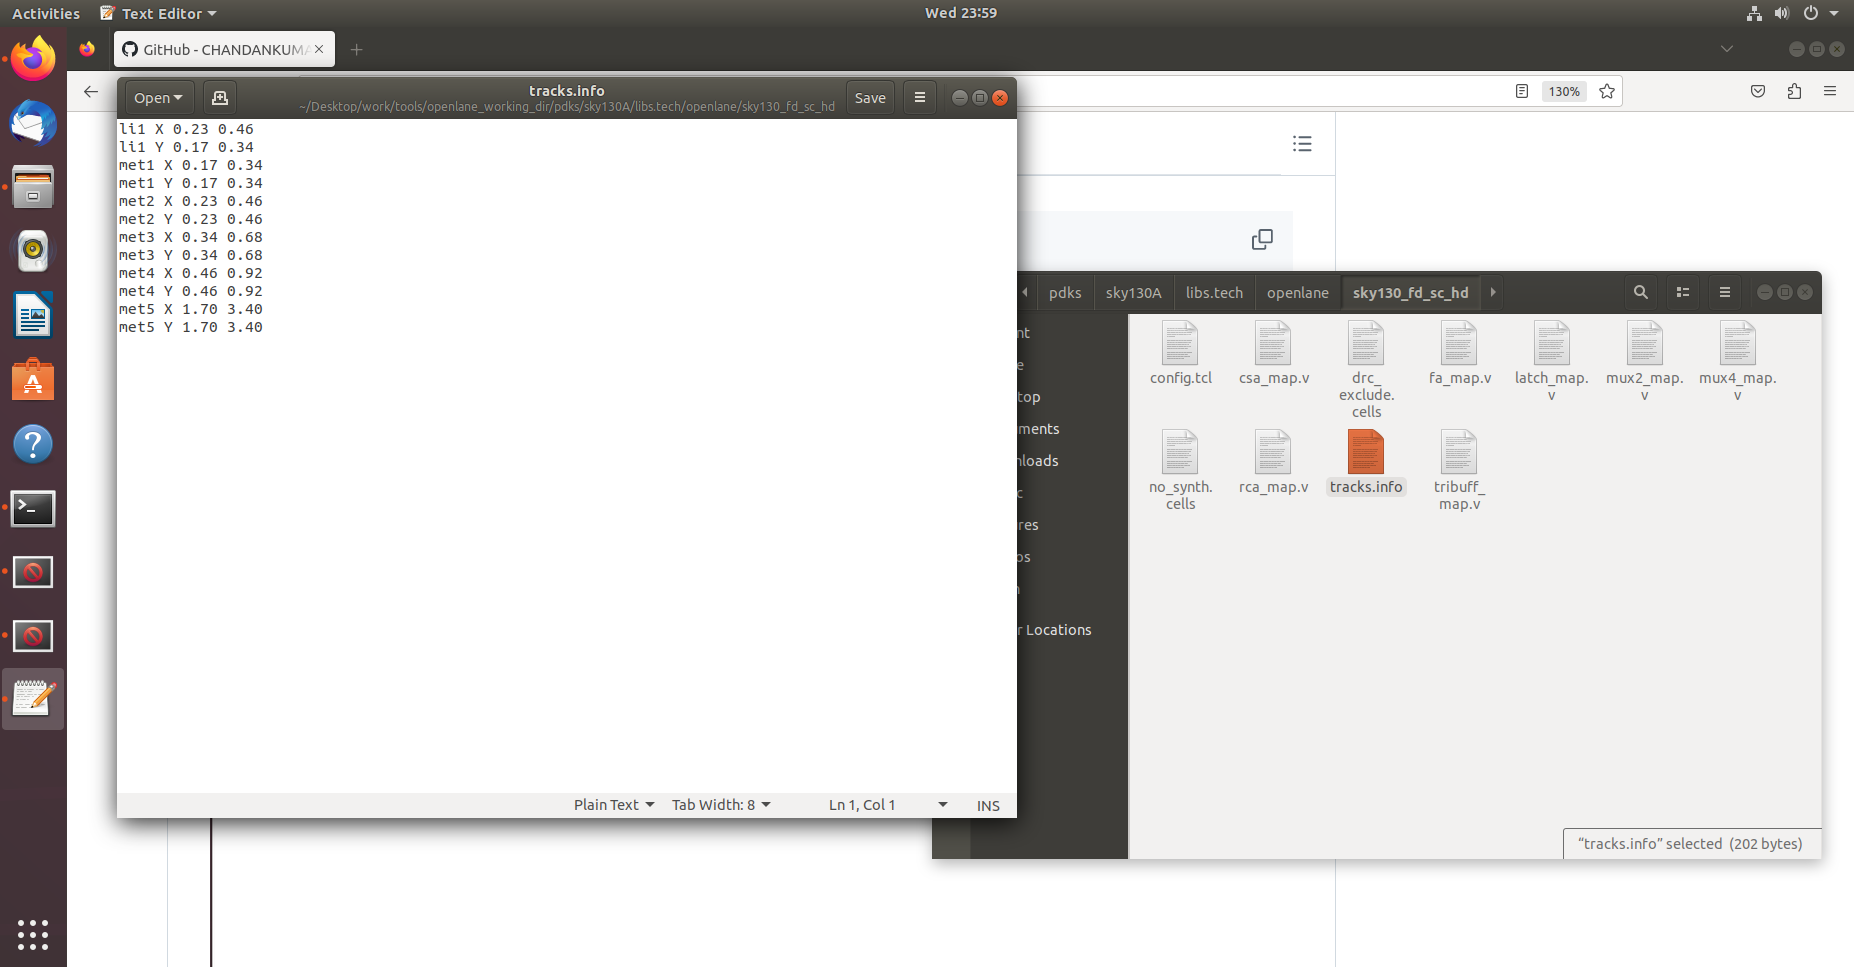 Activities
Text Editor
Wed 23:59
GitHub - CHANDANKUMA
130%
Open
tracks.info
~/Desktop/work/tools/openlane_working_dir/pdks/sky130A/libs.tech/openlane/sky130_fd_sc_hd
Save
li1 X 0.23 0.46
li1 Y 0.17 0.34
met1 X 0.17 0.34
met1 Y 0.17 0.34
met2 X 0.23 0.46
met2 Y 0.23 0.46
met3 X 0.34 0.68
met3 Y 0.34 0.68
met4 X 0.46 0.92
met4 Y 0.46 0.92
met5 X 1.70 3.40
met5 Y 1.70 3.40
Plain Text
Tab Width: 8
Ln 1, Col 1
INS
pdks
sky130A
libs.tech
openlane
sky130_fd_sc_hd
nt
e
top
ments
nloads
c
res
os
r Locations
config.tcl
csa_map.v
drc_
exclude.
cells
fa_map.v
latch_map.
v
mux2_map.
v
mux4_map.
v
no_synth.
cells
rca_map.v
tracks.info
tribuff_
map.v
“tracks.info” selected (202 bytes)